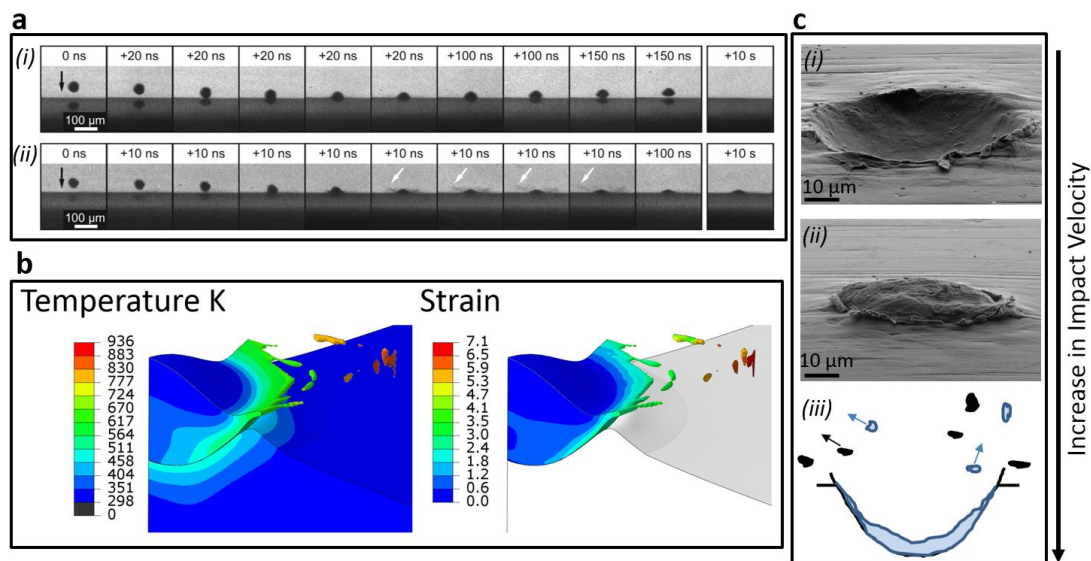 a
(i)
0 ns +20 ns +20 ns +20 ns +20 ns +20 ns +100 ns +100 ns +150 ns +150 ns +10 s
100 µm
(ii)
0 ns +10 ns +10 ns +10 ns +10 ns +10 ns +10 ns +10 ns +10 ns +100 ns +10 s
100 µm
b
Temperature K
936
883
830
777
724
670
617
564
511
458
404
351
298
0
Strain
7.1
6.5
5.9
5.3
4.7
4.1
3.5
3.0
2.4
1.8
1.2
0.6
0.0
c
(i)
10 µm
(ii)
10 µm
(iii)
Increase in Impact Velocity